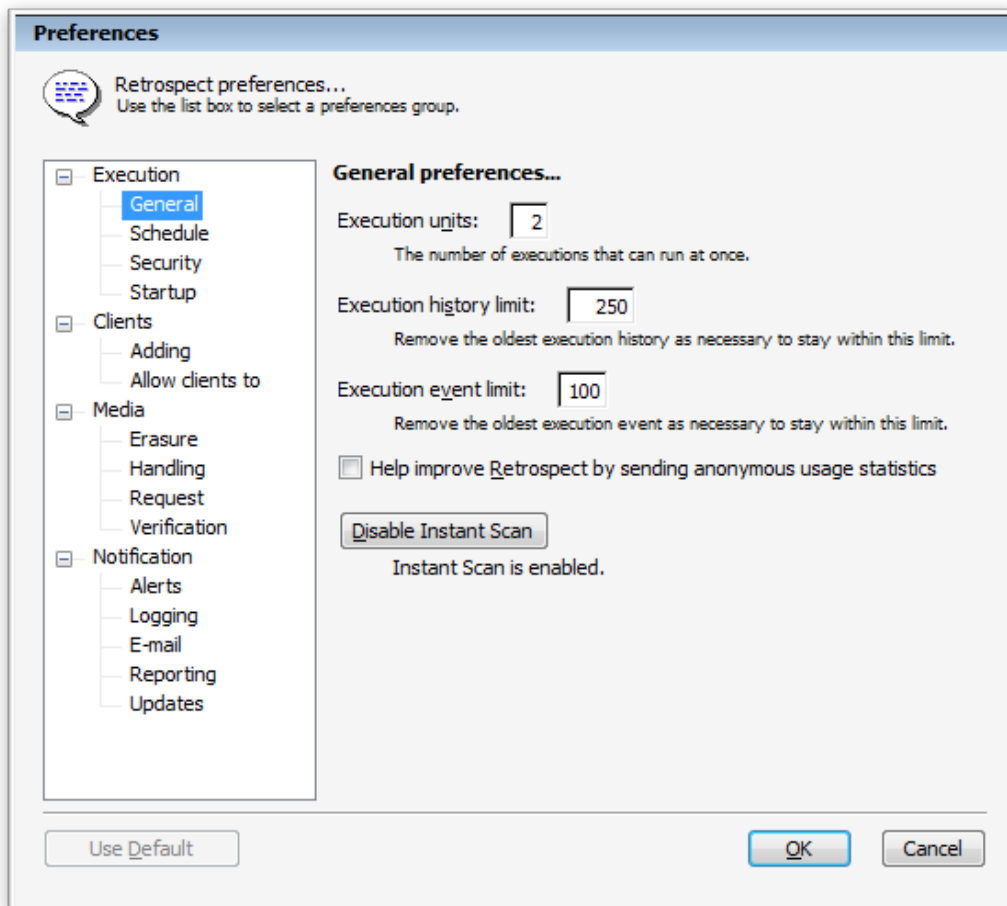 Preferences
Retrospect preferences...
Use the list box to select a preferences group.
Execution
General
Schedule
Security
Startup
Clients
Adding
Allow clients to
Media
Erasure
Handling
Request
Verification
Notification
Alerts
Logging
E-mail
Reporting
Updates
General preferences...
Execution units: 2
The number of executions that can run at once.
Execution history limit: 250
Remove the oldest execution history as necessary to stay within this limit.
Execution event limit: 100
Remove the oldest execution event as necessary to stay within this limit.
Help improve Retrospect by sending anonymous usage statistics
Disable Instant Scan
Instant Scan is enabled.
Use Default
OK
Cancel